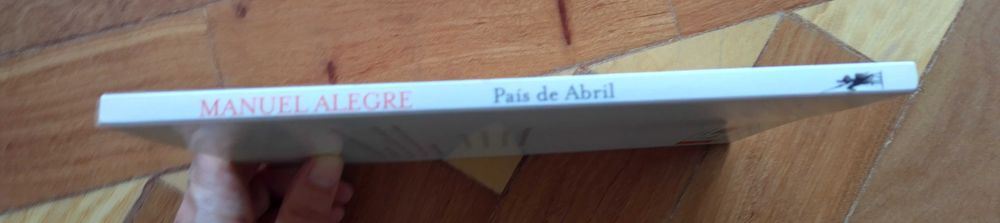 MANUEL ALEGRE País de Abril